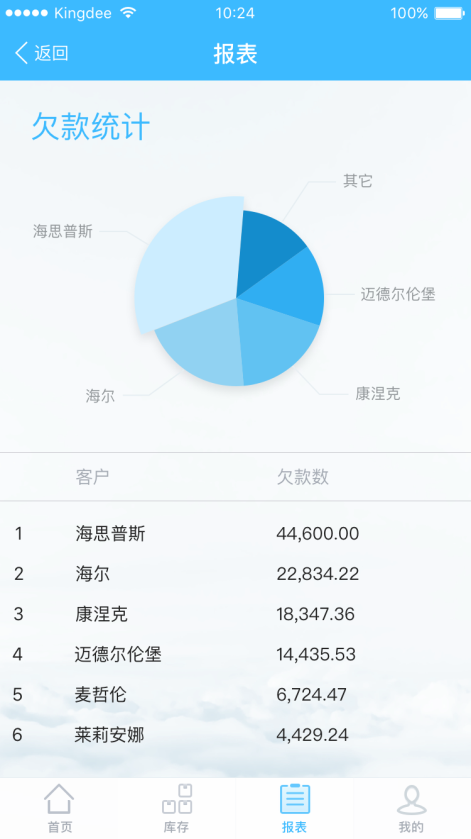 Kingdee 10:24 100%
返回 报表
欠款统计
其它
海思普斯
迈德尔伦堡
康涅克
海尔
客户 欠款数
1 海思普斯 44,600.00
2 海尔 22,834.22
3 康涅克 18,347.36
4 迈德尔伦堡 14,435.53
5 麦哲伦 6,724.47
6 莱莉安娜 4,429.24
首页 库存 报表 我的